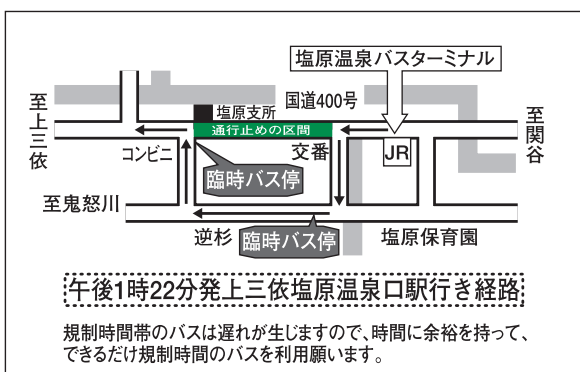 塩原温泉バスターミナル
国道400号
塩原支所
至上三依
通行止めの区間
至関谷
コンビニ
交番
JR
臨時バス停
至鬼怒川
逆杉
臨時バス停
塩原保育園
午後1時22分発上三依塩原温泉口駅行き経路
規制時間帯のバスは遅れが生じますので、時間に余裕を持って、
できるだけ規制時間のバスを利用願います。